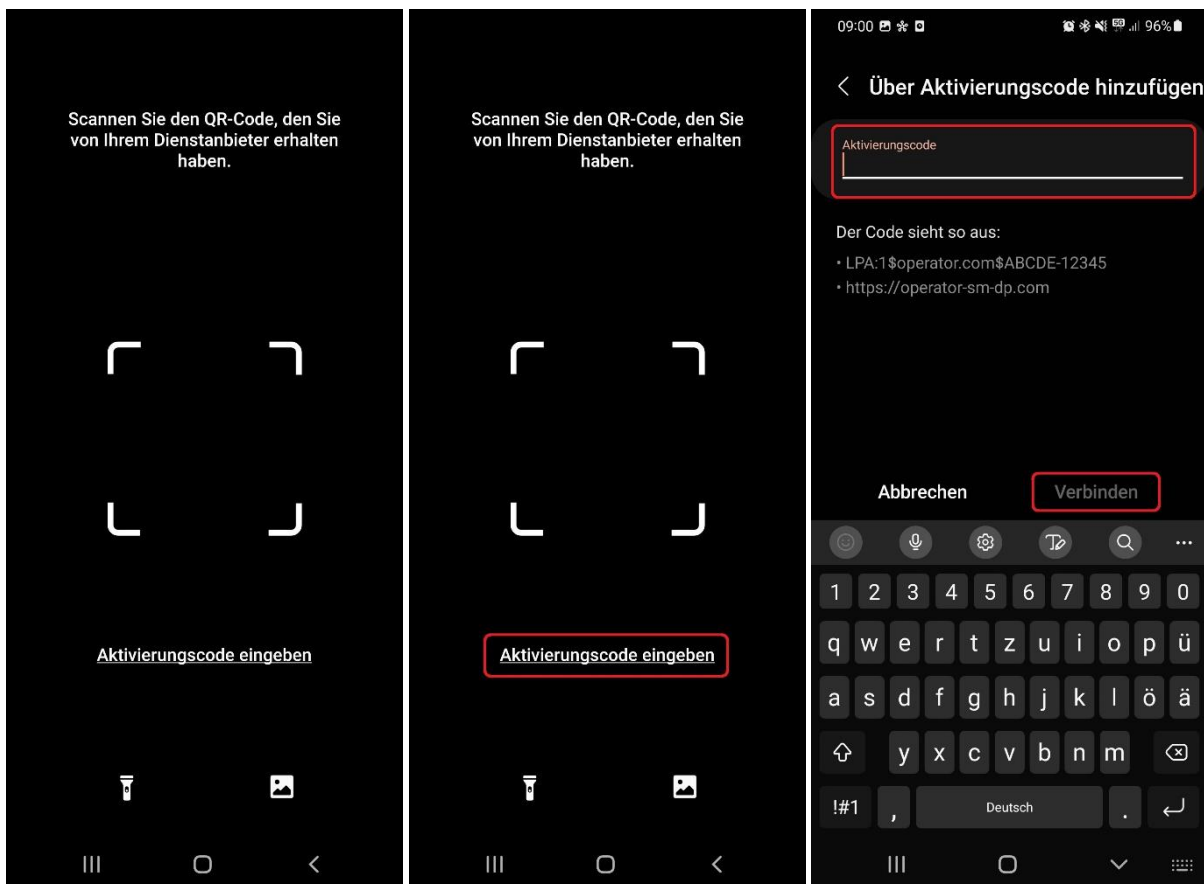 Scannen Sie den QR-Code, den Sie
von Ihrem Dienstanbieter erhalten
haben.
Aktivierungscode eingeben
Scannen Sie den QR-Code, den Sie
von Ihrem Dienstanbieter erhalten
haben.
Aktivierungscode eingeben
09:00 5G 96%
Über Aktivierungscode hinzufügen
Aktivierungscode
Der Code sieht so aus:
• LPA:1$operator.com$ABCDE-12345
• https://operator-sm-dp.com
Abbrechen Verbinden
1 2 3 4 5 6 7 8 9 0
q w e r t z u i o p ü
a s d f g h j k l ö ä
y x c v b n m
!#1 , Deutsch .